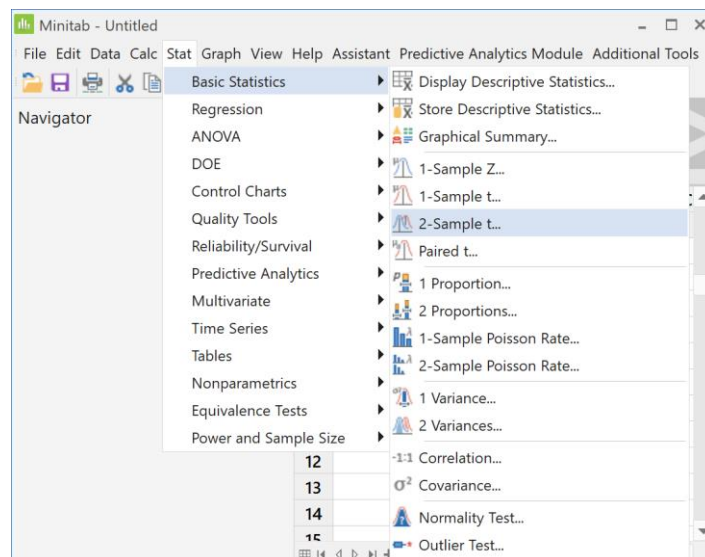 Minitab - Untitled
File Edit Data Calc Stat Graph View Help Assistant Predictive Analytics Module Additional Tools
Navigator
Basic Statistics
Regression
ANOVA
DOE
Control Charts
Quality Tools
Reliability/Survival
Predictive Analytics
Multivariate
Time Series
Tables
Nonparametrics
Equivalence Tests
Power and Sample Size
Display Descriptive Statistics...
Store Descriptive Statistics...
Graphical Summary...
1-Sample Z...
1-Sample t...
2-Sample t...
Paired t...
1 Proportion...
2 Proportions...
1-Sample Poisson Rate...
2-Sample Poisson Rate...
1 Variance...
2 Variances...
-1:1 Correlation...
σ² Covariance...
Normality Test...
Outlier Test...
12
13
14
15